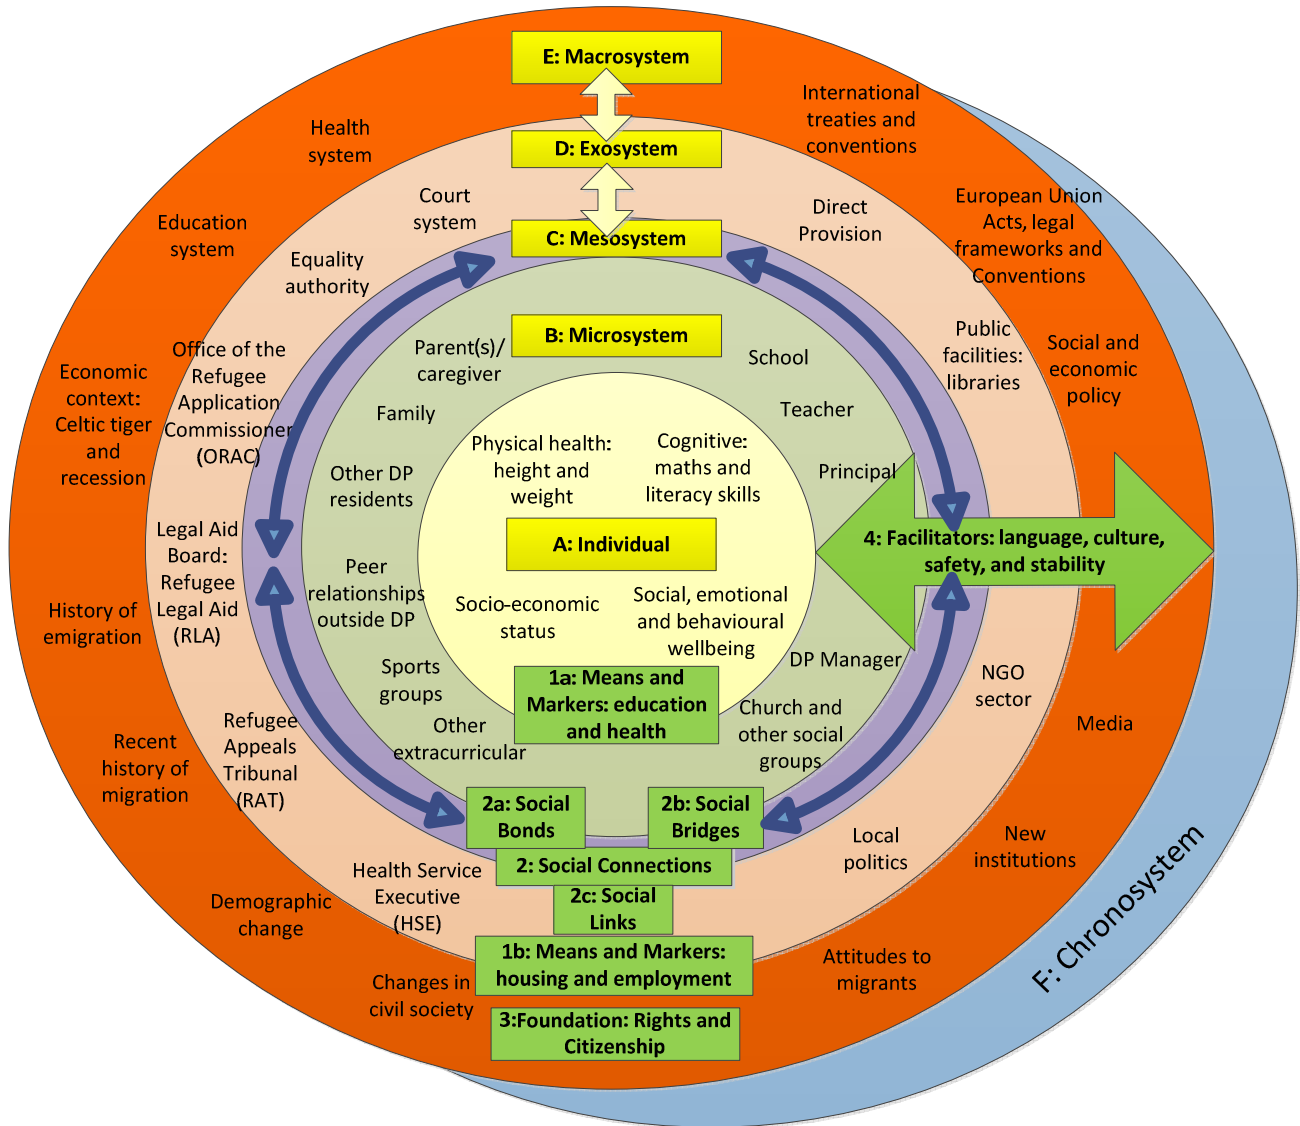 E: Macrosystem
International
treaties and
conventions
Health
system
D: Exosystem
Court
system
Direct
Provision
European Union
Acts, legal
frameworks and
Conventions
Education
system
C: Mesosystem
Equality
authority
B: Microsystem
Parent(s)/
caregiver
School
Public
facilities:
libraries
Social and
economic
policy
Office of the
Refugee
Application
Commissioner
(ORAC)
Economic
context:
Celtic tiger
and
recession
Family
Teacher
Physical health:
height and
weight
Cognitive:
maths and
literacy skills
Other DP
residents
Principal
A: Individual
4: Facilitators: language, culture,
safety, and stability
Legal Aid
Board:
Refugee
Legal Aid
(RLA)
Peer
relationships
outside DP
Socio-economic
status
Social, emotional
and behavioural
wellbeing
History of
emigration
Sports
groups
1a: Means and
Markers: education
and health
DP Manager
NGO
sector
Other
extracurricular
Church and
other social
groups
Media
Refugee
Appeals
Tribunal
(RAT)
Recent
history of
migration
2a: Social
Bonds
2b: Social
Bridges
Local
politics
New
institutions
2: Social Connections
Health Service
Executive
(HSE)
2c: Social
Links
Demographic
change
1b: Means and Markers:
housing and employment
Attitudes to
migrants
Changes in
civil society
3:Foundation: Rights and
Citizenship
F: Chronosystem